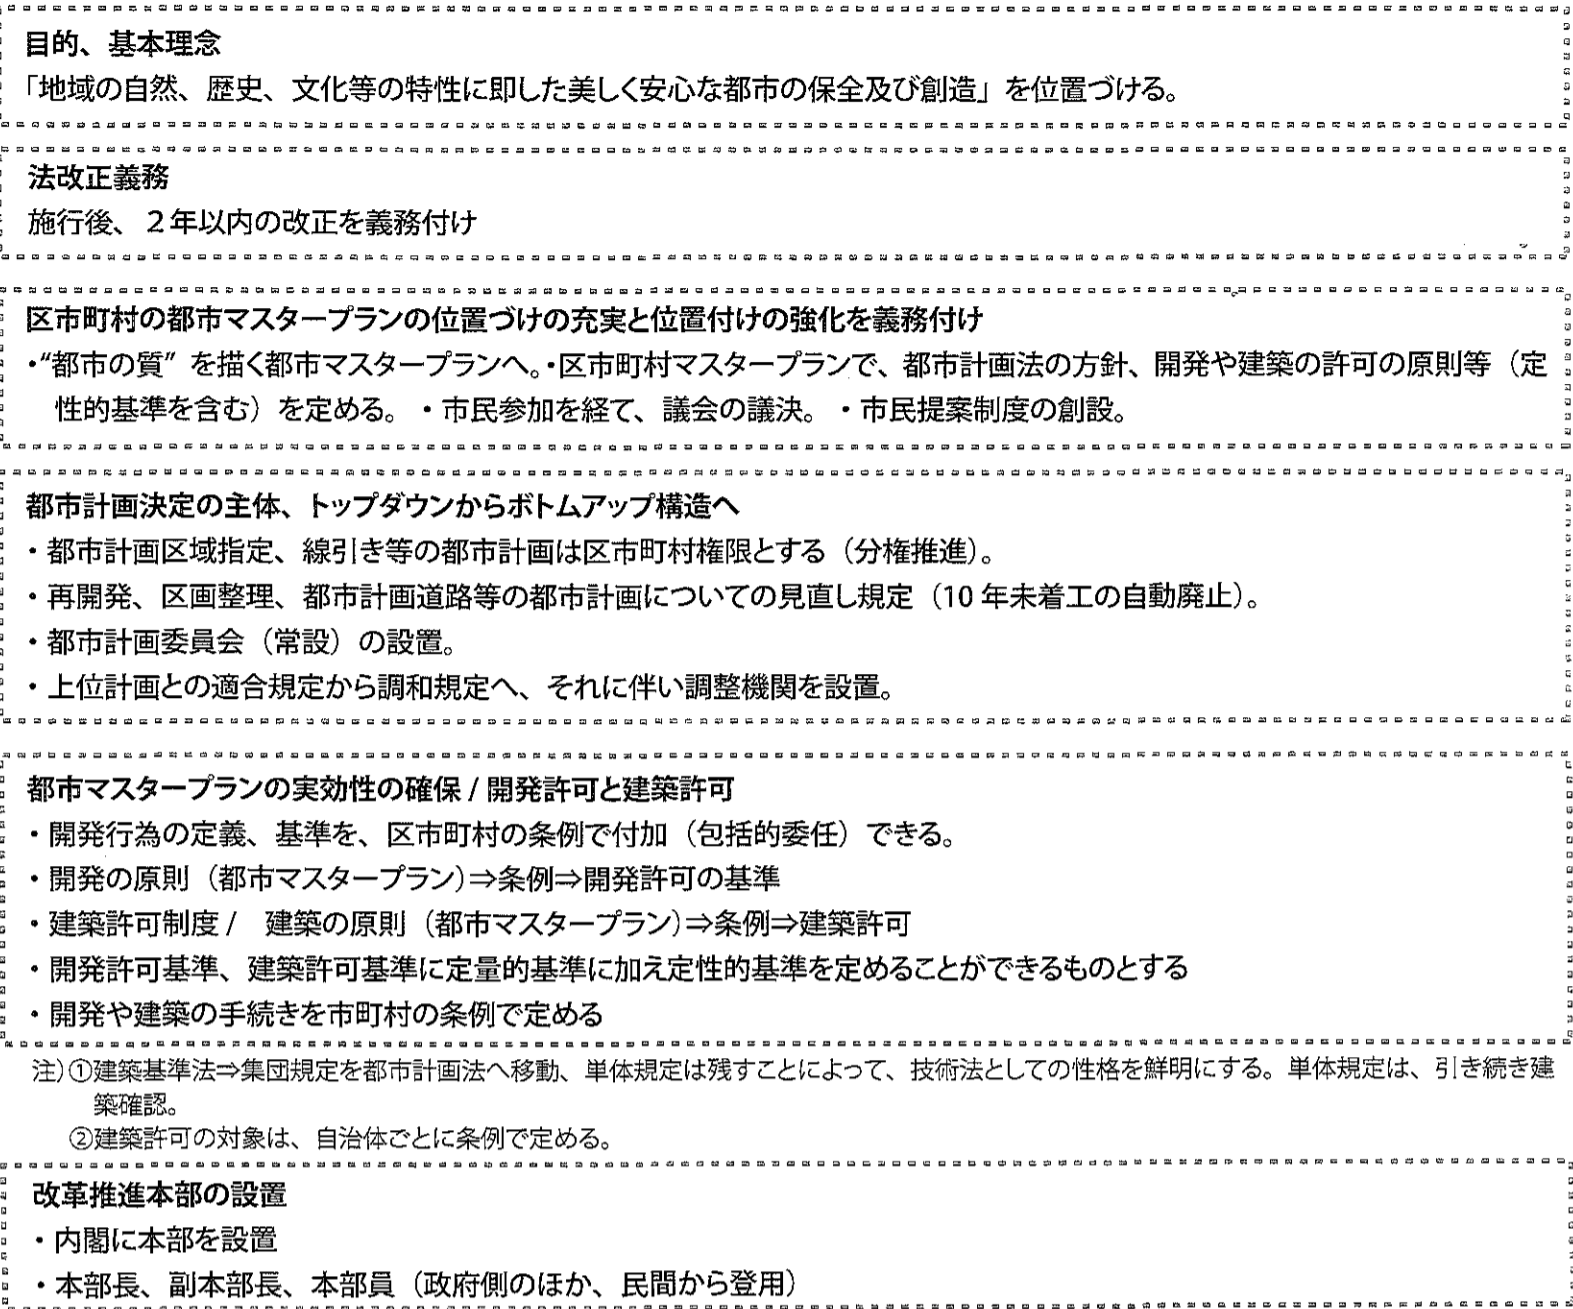 目的、基本理念
「地域の自然、歴史、文化等の特性に即した美しく安心な都市の保全及び創造」を位置づける。
法改正義務
施行後、２年以内の改正を義務付け
区市町村の都市マスタープランの位置づけの充実と位置付けの強化を義務付け
・“都市の質”を描く都市マスタープランへ。・区市町村マスタープランで、都市計画法の方針、開発や建築の許可の原則等（定
性的基準を含む）を定める。・市民参加を経て、議会の議決。・市民提案制度の創設。
都市計画決定の主体、トップダウンからボトムアップ構造へ
・都市計画区域指定、線引き等の都市計画は区市町村権限とする（分権推進）。
・再開発、区画整理、都市計画道路等の都市計画についての見直し規定（10 年未着工の自動廃止）。
・都市計画委員会（常設）の設置。
・上位計画との適合規定から調和規定へ、それに伴い調整機関を設置。
都市マスタープランの実効性の確保 / 開発許可と建築許可
・開発行為の定義、基準を、区市町村の条例で付加（包括的委任）できる。
・開発の原則（都市マスタープラン）⇒条例⇒開発許可の基準
・建築許可制度 /　建築の原則（都市マスタープラン）⇒条例⇒建築許可
・開発許可基準、建築許可基準に定量的基準に加え定性的基準を定めることができるものとする
・開発や建築の手続きを市町村の条例で定める
注）①建築基準法⇒集団規定を都市計画法へ移動、単体規定は残すことによって、技術法としての性格を鮮明にする。単体規定は、引き続き建
築確認。
②建築許可の対象は、自治体ごとに条例で定める。
改革推進本部の設置
・内閣に本部を設置
・本部長、副本部長、本部員（政府側のほか、民間から登用）